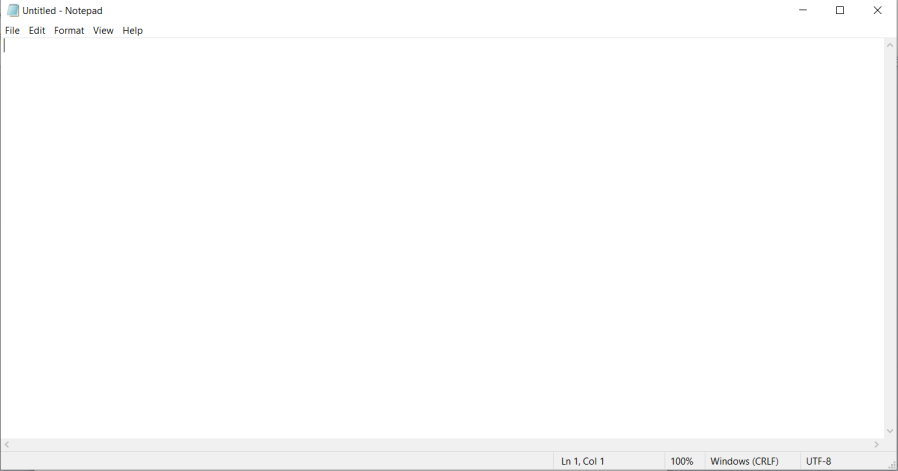 Untitled - Notepad
File Edit Format View Help
Ln 1, Col 1 100% Windows (CRLF) UTF-8